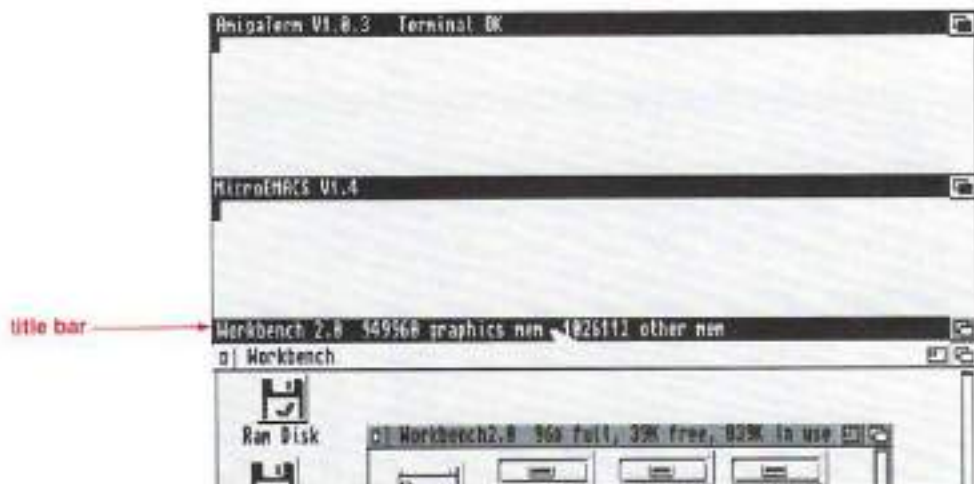 AmigaTerm V1.0.3 Terminal OK
MicroEMACS V1.4
title bar
Workbench 2.0 949960 graphics mem 1026112 other mem
Workbench
Ram Disk
Workbench2.0 96% full, 39K free, 839K in use